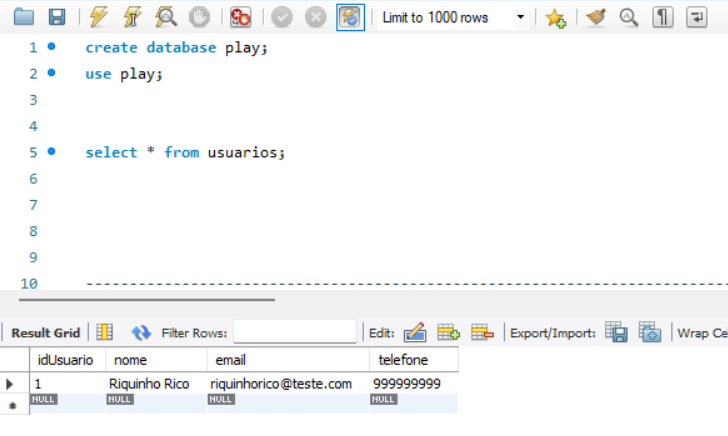 Limit to 1000 rows
1 create database play;
2 use play;
3
4
5 select * from usuarios;
6
7
8
9
10 --------------------------------------------------------------------------
Result Grid Filter Rows: Edit: Export/Import: Wrap Ce
idUsuario nome email telefone
1 Riquinho Rico riquinhorico@teste.com 999999999
NULL NULL NULL NULL